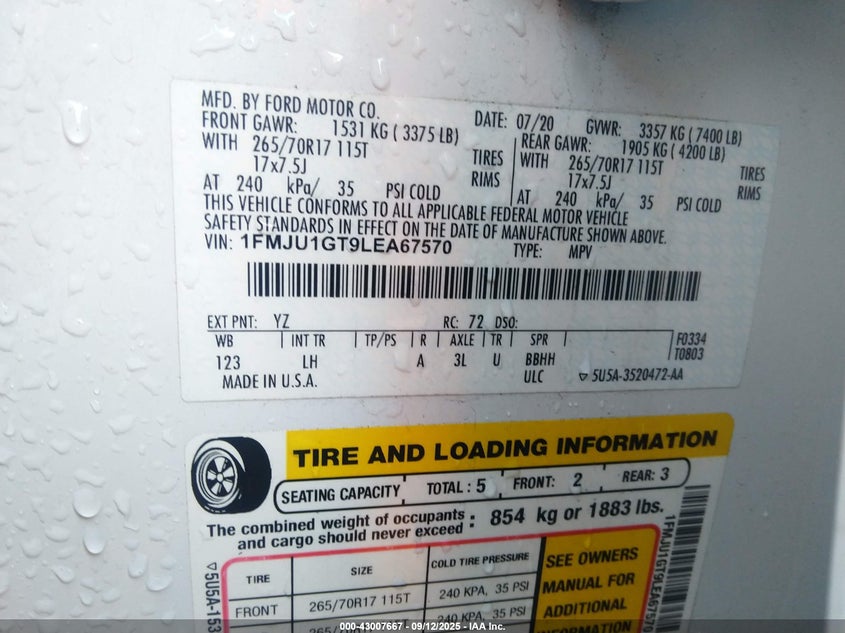 MFD. BY FORD MOTOR CO.
DATE: 07/20 GVWR: 3357 KG ( 7400 LB)
FRONT GAWR: 1531 KG ( 3375 LB) REAR GAWR: 1905 KG ( 4200 LB)
WITH 265/70R17 115T TIRES WITH 265/70R17 115T TIRES
17x7.5J RIMS 17x7.5J RIMS
AT 240 kPa/ 35 PSI COLD AT 240 kPa/ 35 PSI COLD
THIS VEHICLE CONFORMS TO ALL APPLICABLE FEDERAL MOTOR VEHICLE
SAFETY STANDARDS IN EFFECT ON THE DATE OF MANUFACTURE SHOWN ABOVE.
VIN: 1FMJU1GT9LEA67570 TYPE: MPV
EXT PNT: YZ RC: 72 DSO:
WB INT TR TP/PS R AXLE TR SPR F0334
123 LH A 3L U BBHH T0803
MADE IN U.S.A. ULC ▽ 5U5A-3520472-AA
TIRE AND LOADING INFORMATION
SEATING CAPACITY TOTAL : 5 FRONT: 2 REAR: 3
The combined weight of occupants and cargo should never exceed : 854 kg or 1883 lbs.
TIRE SIZE COLD TIRE PRESSURE
FRONT 265/70R17 115T 240 KPA, 35 PSI
SEE OWNERS
MANUAL FOR
ADDITIONAL
INFORMATION
▽5U5A-153
1FMJU1GT9LEA6757
000-43007667 - 09/12/2025 - IAA Inc.